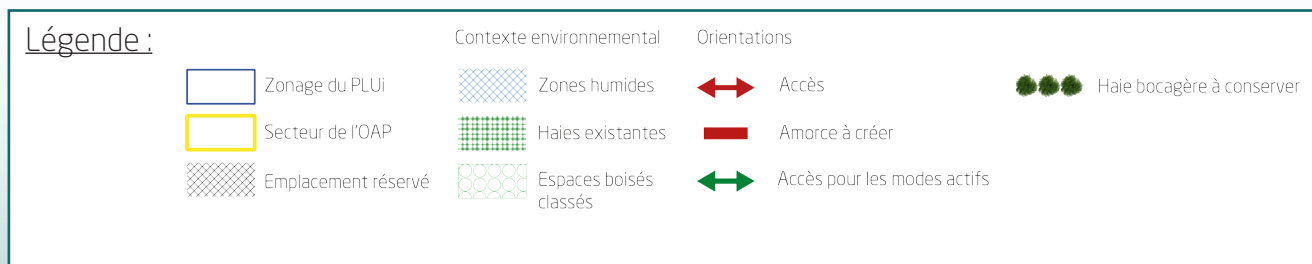 Légende :
Contexte environnemental
Orientations
Zonage du PLUi
Zones humides
Accès
Haie bocagère à conserver
Secteur de l'OAP
Haies existantes
Amorce à créer
Emplacement réservé
Espaces boisés
classés
Accès pour les modes actifs